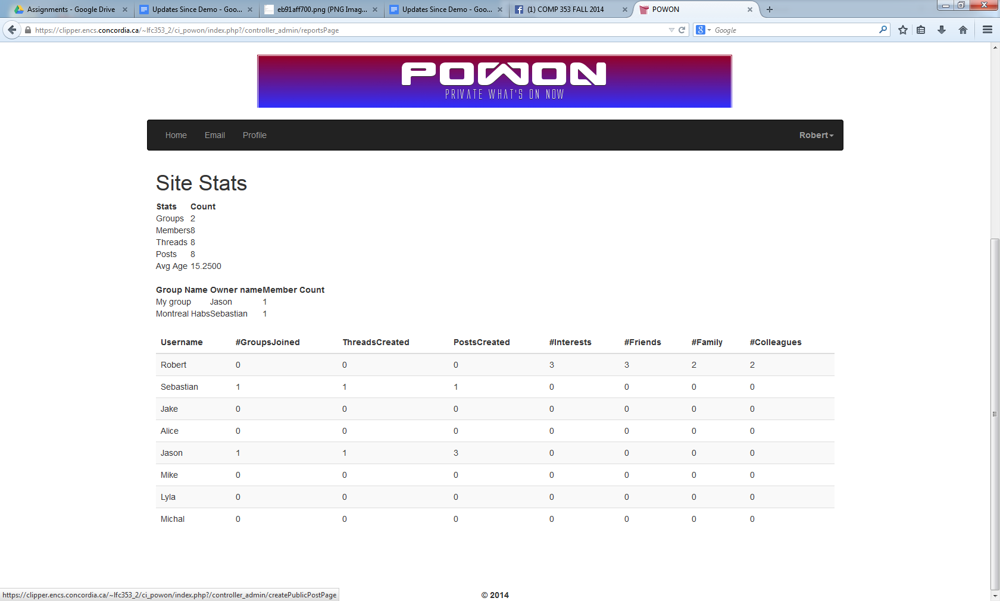 Assignments - Google Drive
Updates Since Demo - Goo...
eb91aff700.png (PNG Imag...
Updates Since Demo - Goo...
(1) COMP 353 FALL 2014
POWON
https://clipper.encs.concordia.ca/~lfc353_2/ci_powon/index.php?/controller_admin/reportsPage
8 Google
POWON
PRIVATE WHAT'S ON NOW
Home Email Profile Robert
Site Stats
Stats Count
Groups 2
Members 8
Threads 8
Posts 8
Avg Age 15.2500
Group Name Owner name Member Count
My group Jason 1
Montreal Habs Sebastian 1
Username #GroupsJoined ThreadsCreated PostsCreated #Interests #Friends #Family #Colleagues
Robert 0 0 0 3 3 2 2
Sebastian 1 1 1 0 0 0 0
Jake 0 0 0 0 0 0 0
Alice 0 0 0 0 0 0 0
Jason 1 1 3 0 0 0 0
Mike 0 0 0 0 0 0 0
Lyla 0 0 0 0 0 0 0
Michal 0 0 0 0 0 0 0
https://clipper.encs.concordia.ca/~lfc353_2/ci_powon/index.php?/controller_admin/createPublicPostPage
© 2014